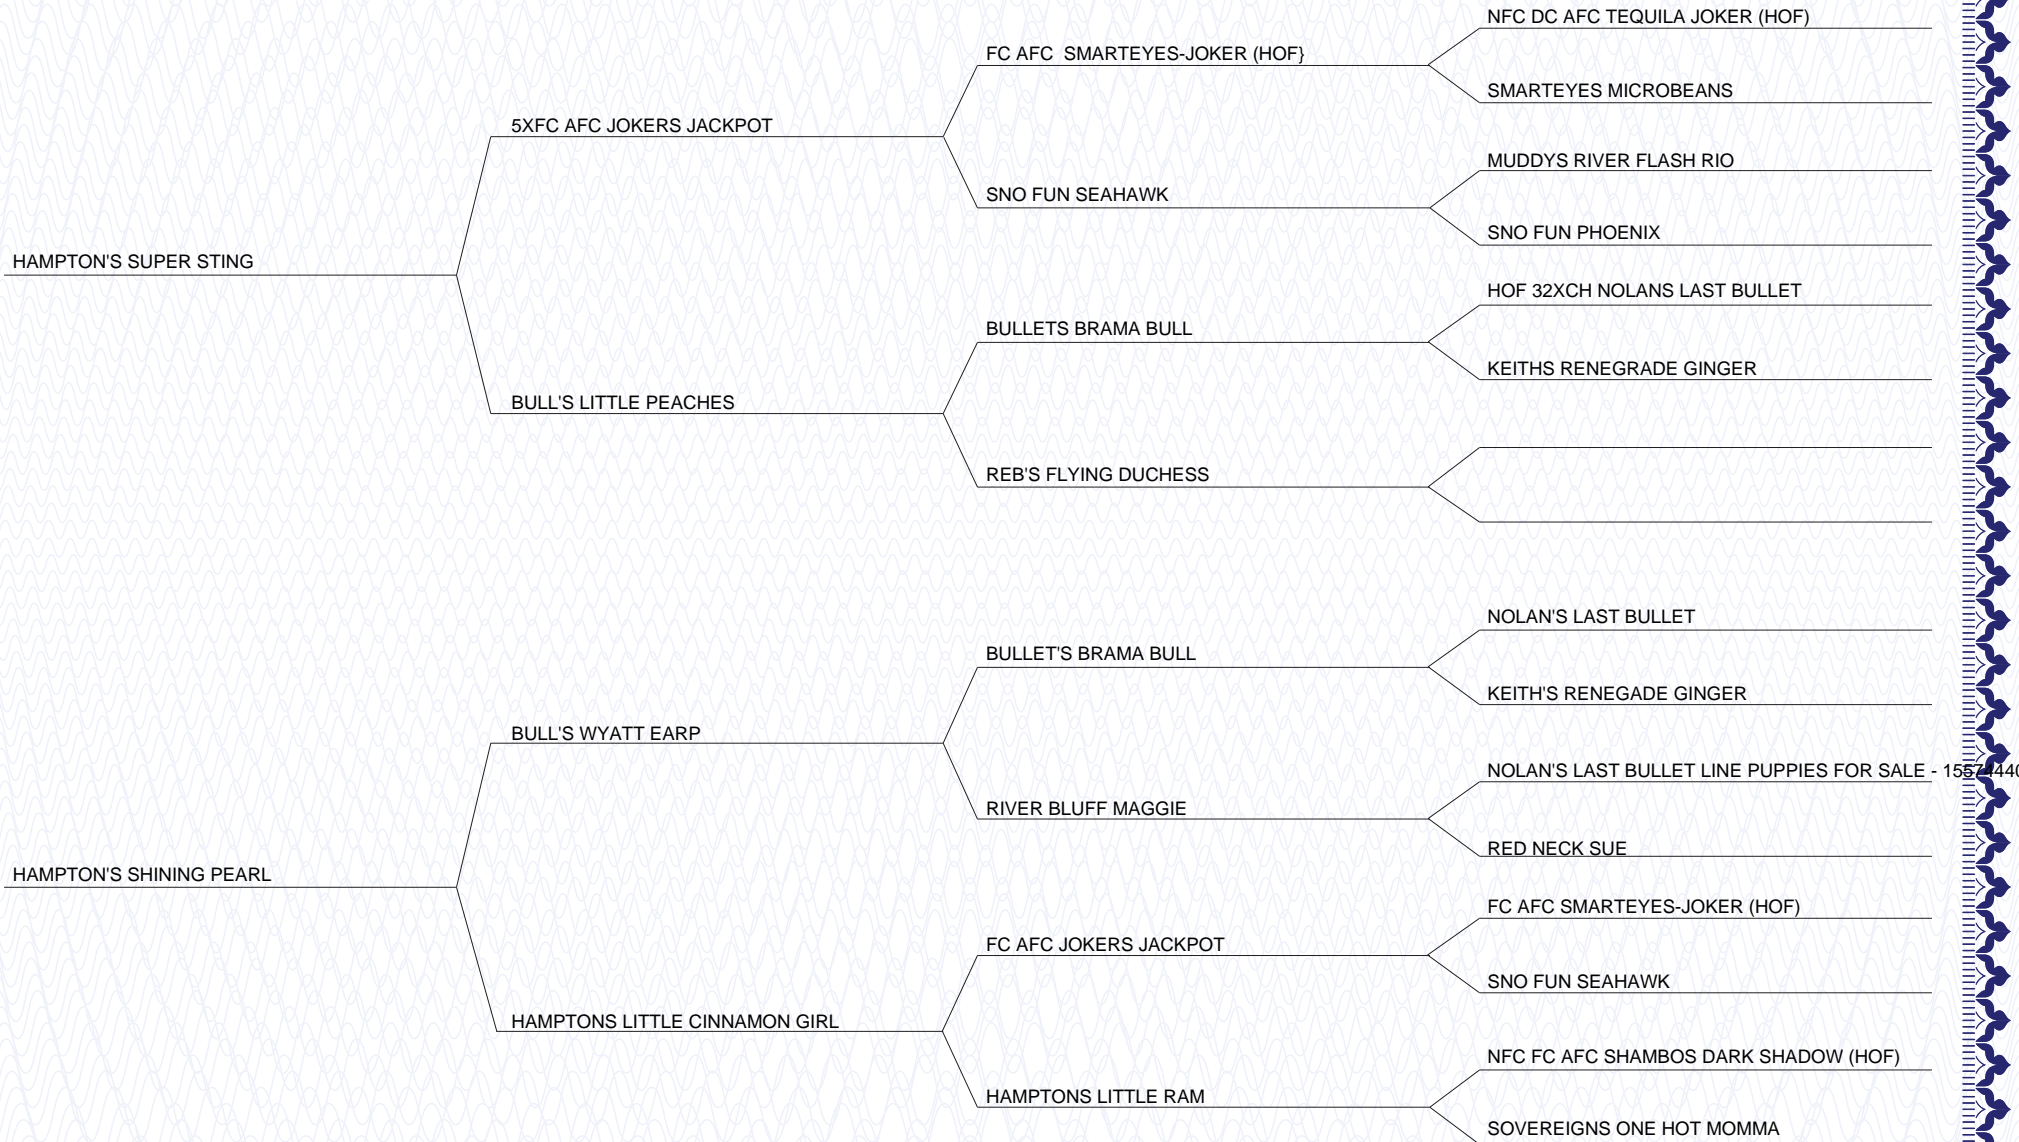 NFC DC AFC TEQUILA JOKER (HOF)
FC AFC  SMARTEYES-JOKER (HOF}
SMARTEYES MICROBEANS
5XFC AFC JOKERS JACKPOT
MUDDYS RIVER FLASH RIO
SNO FUN SEAHAWK
SNO FUN PHOENIX
HAMPTON'S SUPER STING
HOF 32XCH NOLANS LAST BULLET
BULLETS BRAMA BULL
KEITHS RENEGRADE GINGER
BULL'S LITTLE PEACHES
REB'S FLYING DUCHESS
NOLAN'S LAST BULLET
BULLET'S BRAMA BULL
KEITH'S RENEGADE GINGER
BULL'S WYATT EARP
NOLAN'S LAST BULLET LINE PUPPIES FOR SALE - 15574440
RIVER BLUFF MAGGIE
RED NECK SUE
HAMPTON'S SHINING PEARL
FC AFC SMARTEYES-JOKER (HOF)
FC AFC JOKERS JACKPOT
SNO FUN SEAHAWK
HAMPTONS LITTLE CINNAMON GIRL
NFC FC AFC SHAMBOS DARK SHADOW (HOF)
HAMPTONS LITTLE RAM
SOVEREIGNS ONE HOT MOMMA